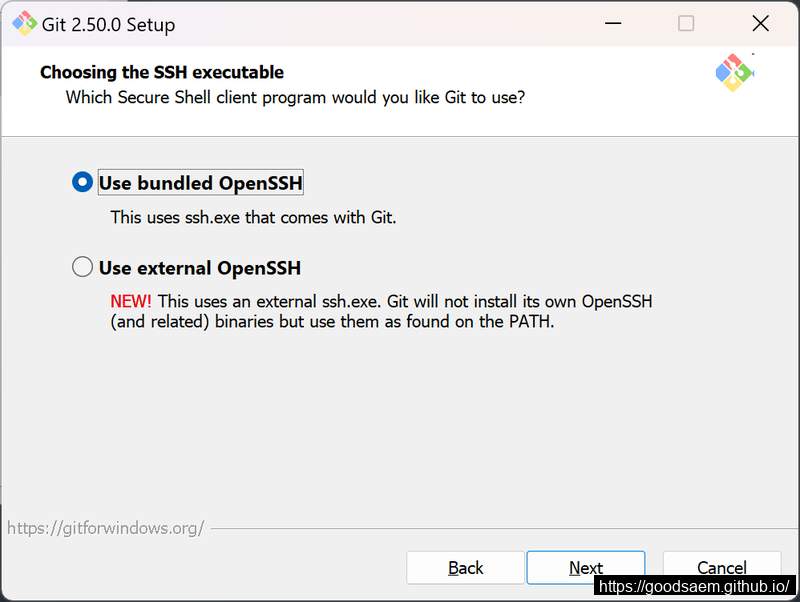 Git 2.50.0 Setup
Choosing the SSH executable
Which Secure Shell client program would you like Git to use?
Use bundled OpenSSH
This uses ssh.exe that comes with Git.
Use external OpenSSH
NEW! This uses an external ssh.exe. Git will not install its own OpenSSH
(and related) binaries but use them as found on the PATH.
https://gitforwindows.org/
Back
Next
Cancel
https://goodsaem.github.io/